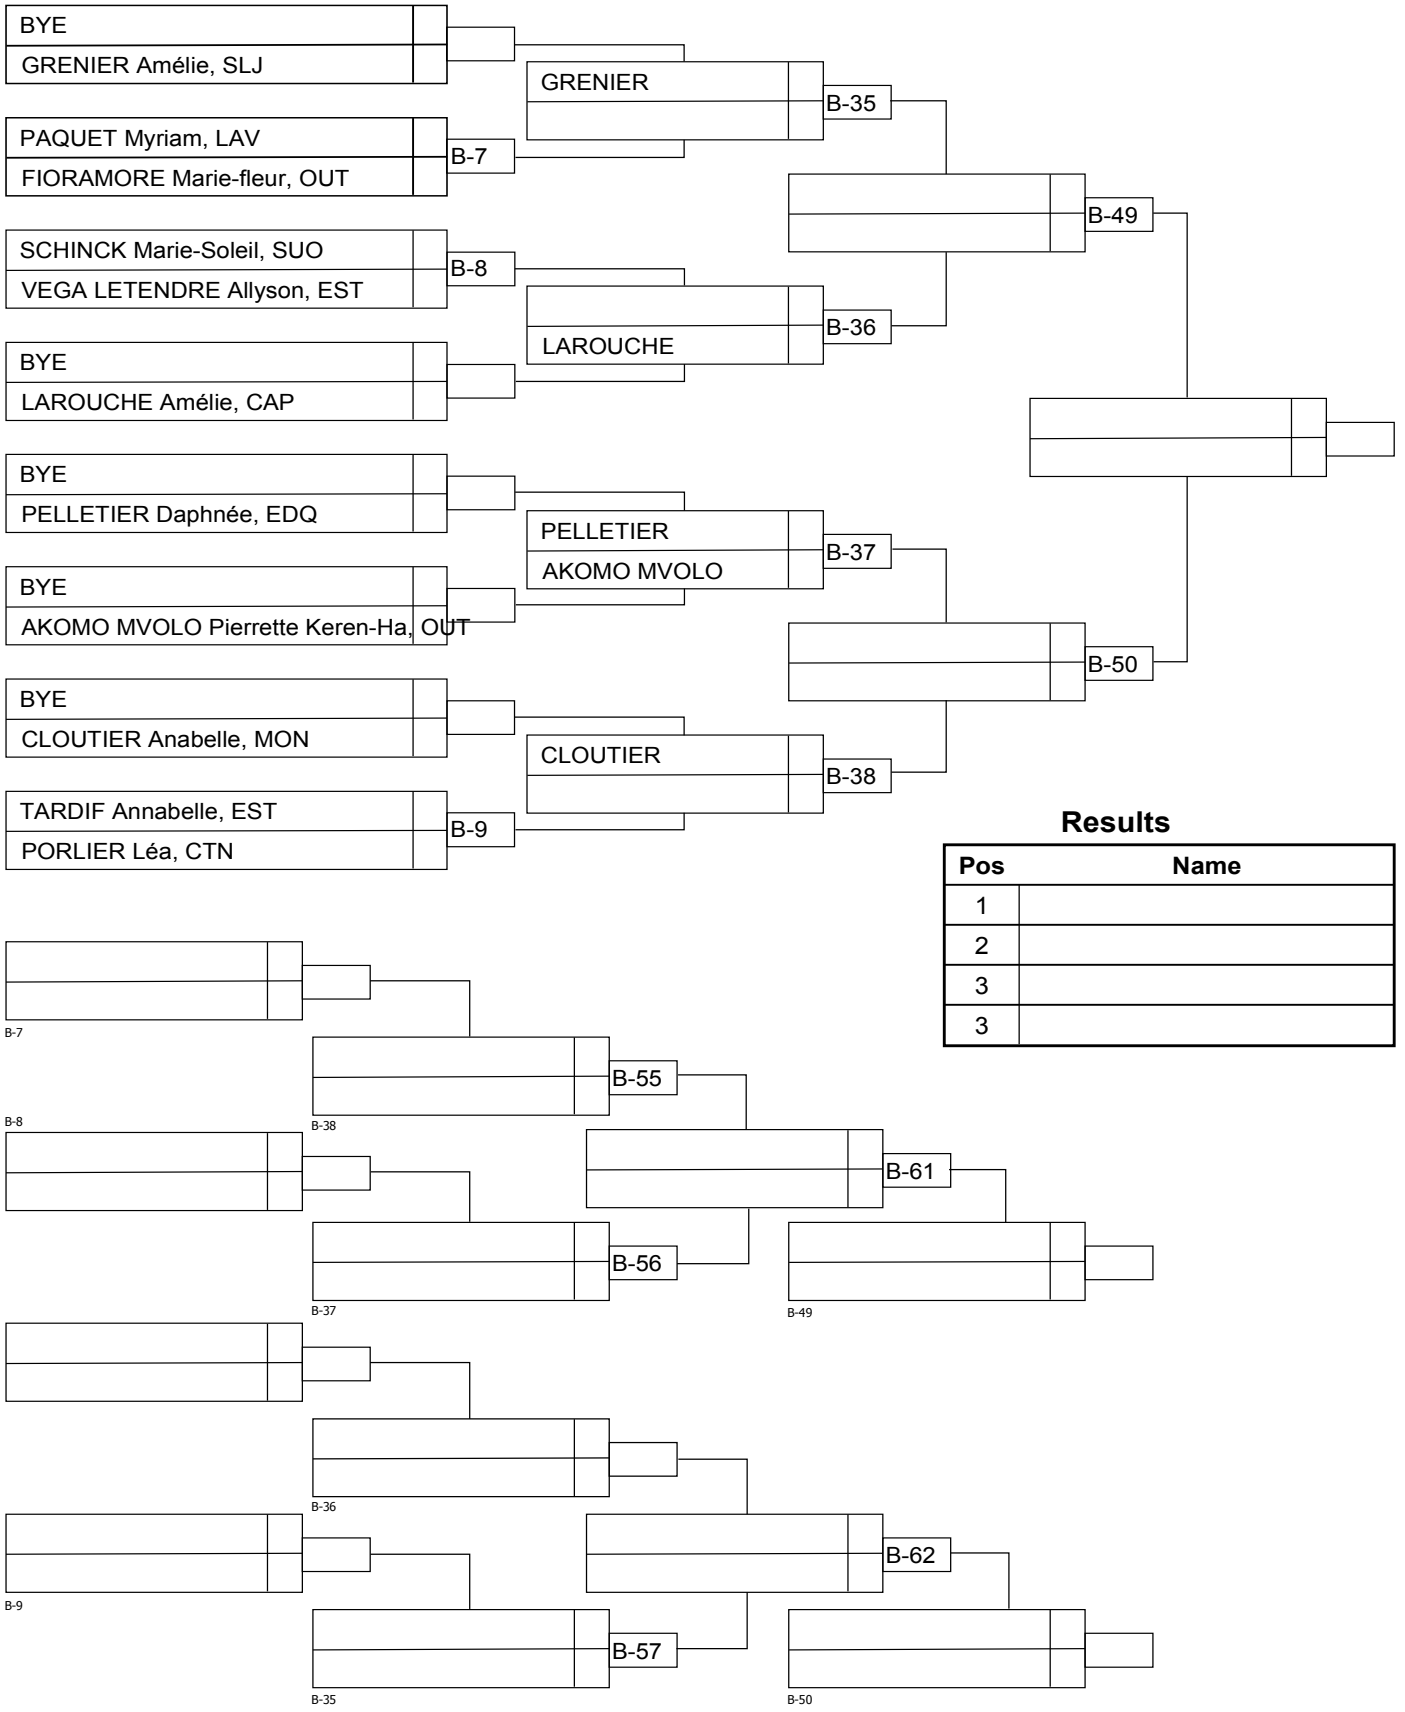 BYE
GRENIER Amélie, SLJ
GRENIER
B-35
PAQUET Myriam, LAV
B-7
FIORAMORE Marie-fleur, OUT
B-49
SCHINCK Marie-Soleil, SUO
B-8
VEGA LETENDRE Allyson, EST
B-36
LAROUCHE
BYE
LAROUCHE Amélie, CAP
BYE
PELLETIER Daphnée, EDQ
PELLETIER
B-37
AKOMO MVOLO
BYE
AKOMO MVOLO Pierrette Keren-Ha, OUT
B-50
BYE
CLOUTIER Anabelle, MON
CLOUTIER
B-38
TARDIF Annabelle, EST
B-9
PORLIER Léa, CTN
Results
Pos Name
1
2
3
3
B-7
B-55
B-8
B-38
B-61
B-56
B-37
B-49
B-36
B-62
B-9
B-57
B-35
B-50